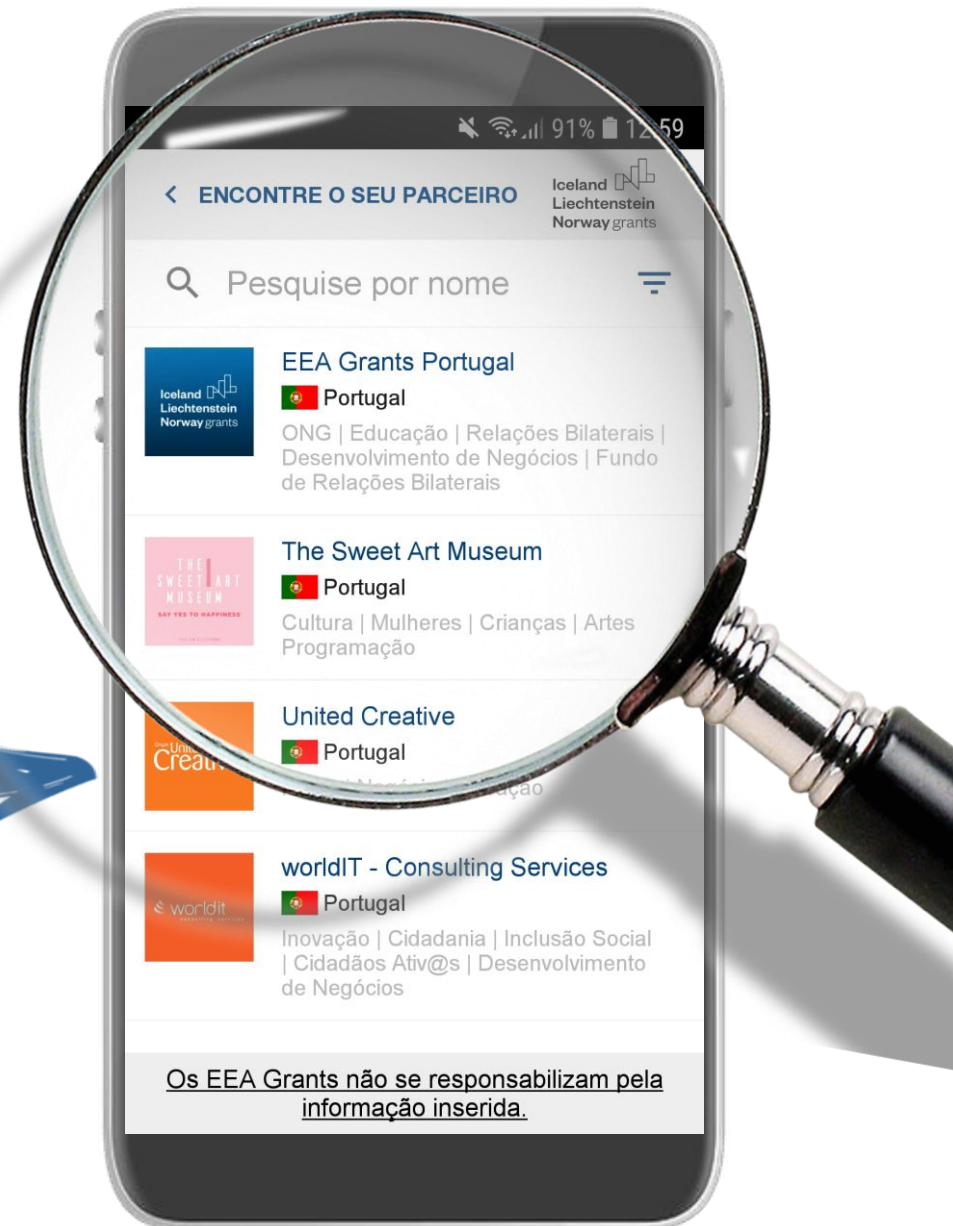 91% 12:59
ENCONTRE O SEU PARCEIRO
Iceland
Liechtenstein
Norway grants
Pesquise por nome
Iceland
Liechtenstein
Norway grants
EEA Grants Portugal
Portugal
ONG | Educação | Relações Bilaterais |
Desenvolvimento de Negócios | Fundo
de Relações Bilaterais
THE
SWEET ART
MUSEUM
SAY YES TO HAPPINESS
The Sweet Art Museum
Portugal
Cultura | Mulheres | Crianças | Artes
Programação
United Creative
Portugal
worldit
worldIT - Consulting Services
Portugal
Inovação | Cidadania | Inclusão Social
| Cidadãos Ativ@s | Desenvolvimento
de Negócios
Os EEA Grants não se responsabilizam pela
informação inserida.